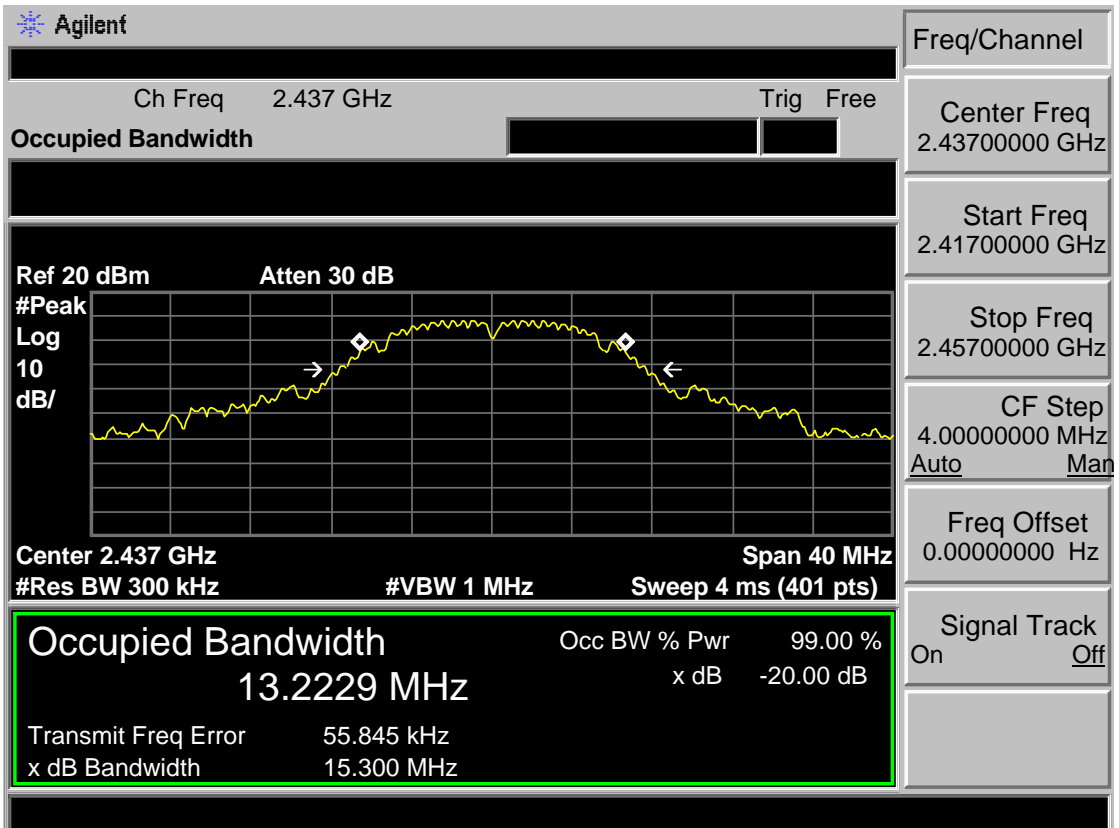 Agilent
Freq/Channel
Ch Freq 2.437 GHz Trig Free
Occupied Bandwidth
Center Freq
2.43700000 GHz
Start Freq
2.41700000 GHz
Stop Freq
2.45700000 GHz
CF Step
4.00000000 MHz
Auto Man
Freq Offset
0.00000000 Hz
Signal Track
On Off
Ref 20 dBm Atten 30 dB
#Peak
Log
10
dB/
Center 2.437 GHz Span 40 MHz
#Res BW 300 kHz #VBW 1 MHz Sweep 4 ms (401 pts)
Occupied Bandwidth Occ BW % Pwr 99.00 %
13.2229 MHz x dB -20.00 dB
Transmit Freq Error 55.845 kHz
x dB Bandwidth 15.300 MHz